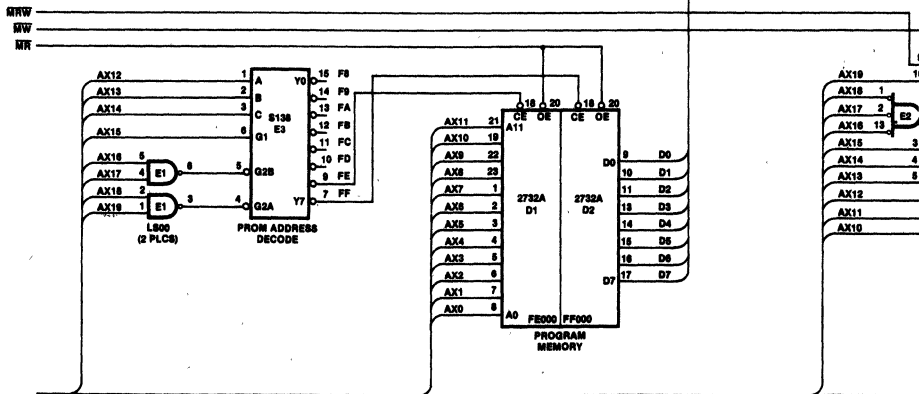 MRW
MW
MR
AX12 1 A Y0 15 F8
AX13 2 B 14 F9
AX14 3 C 13 FA
S138
E3
12 FB
AX15 6 G1 11 FC
10 FD
AX16 5 E1 6 5 G2B 9 FE
AX17 4
AX18 2 E1 3 4 G2A Y7 7 FF
AX19 1
LS00
(2 PLCS)
PROM ADDRESS
DECODE
18 20 18 20
CE OE CE OE
AX11 21 A11
AX10 19
AX9 22
AX8 23
AX7 1
AX6 2
AX5 3
AX4 4
AX3 5
AX2 6
AX1 7
AX0 8 A0
2732A 2732A
D1 D2
FE000 FF000
D0 9 D0
10 D1
11 D2
13 D3
14 D4
15 D5
16 D6
D7 17 D7
PROGRAM
MEMORY
AX19
AX18 1
AX17 2 E2
AX16 13
AX15 3
AX14 4
AX13 5
AX12
AX11
AX10